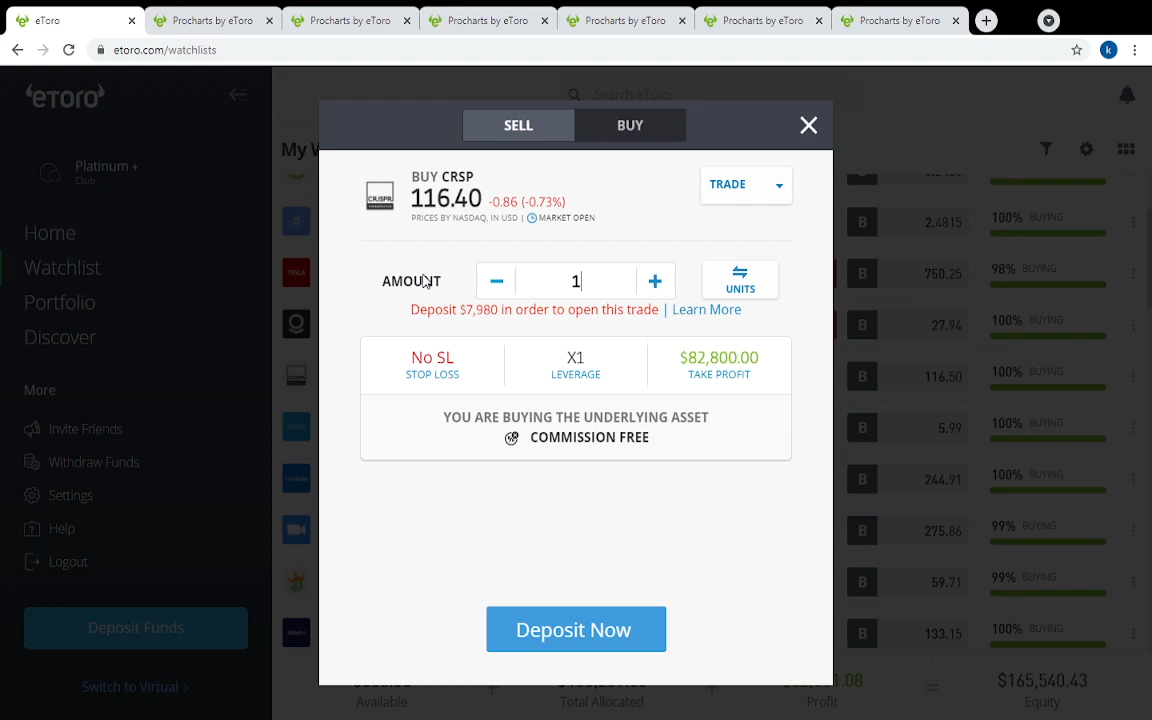 eToro
Procharts by eToro
Procharts by eToro
Procharts by eToro
Procharts by eToro
Procharts by eToro
Procharts by eToro
etoro.com/watchlists
k
eToro
Search eToro
SELL
BUY
Platinum +
Club
My
BUY CRSP
116.40 -0.86 (-0.73%)
PRICES BY NASDAQ, IN USD | MARKET OPEN
TRADE
CRISPR
Home
Watchlist
Portfolio
Discover
AMOUNT
1
UNITS
Deposit $7,980 in order to open this trade | Learn More
No SL
STOP LOSS
X1
LEVERAGE
$82,800.00
TAKE PROFIT
YOU ARE BUYING THE UNDERLYING ASSET
COMMISSION FREE
More
Invite Friends
Withdraw Funds
Settings
Help
Logout
Deposit Funds
Switch to Virtual >
TESLA
100% BUYING
B 2.4815
B 750.25 98% BUYING
B 27.94 100% BUYING
B 116.50 100% BUYING
B 5.99 100% BUYING
B 244.91 100% BUYING
B 275.86 99% BUYING
B 59.71 99% BUYING
B 133.15 100% BUYING
Deposit Now
Available
Total Allocated
Profit
$165,540.43
Equity